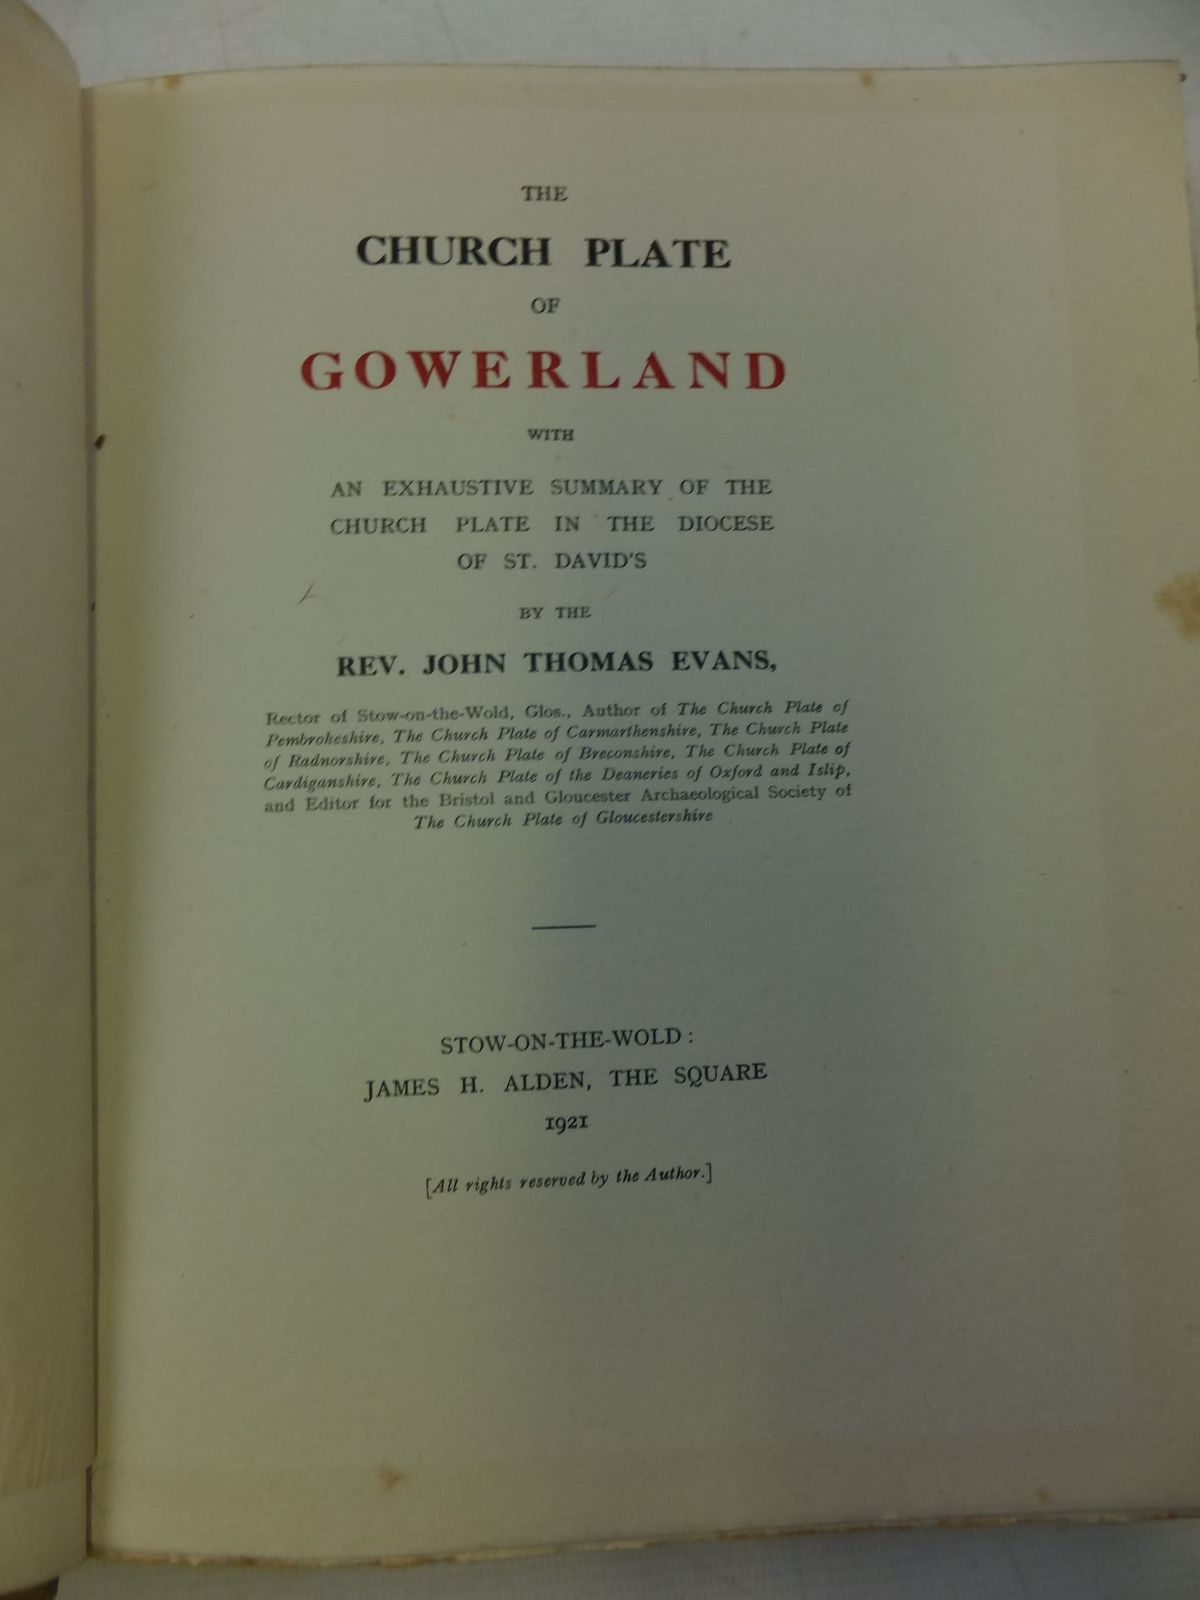 THE
CHURCH PLATE
OF
GOWERLAND
WITH
AN EXHAUSTIVE SUMMARY OF THE
CHURCH PLATE IN THE DIOCESE
OF ST. DAVID'S
BY THE
REV. JOHN THOMAS EVANS,
Rector of Stow-on-the-Wold, Glos., Author of The Church Plate of
Pembrokeshire, The Church Plate of Carmarthenshire, The Church Plate
of Radnorshire, The Church Plate of Breconshire, The Church Plate of
Cardiganshire, The Church Plate of the Deaneries of Oxford and Islip,
and Editor for the Bristol and Gloucester Archaeological Society of
The Church Plate of Gloucestershire
STOW-ON-THE-WOLD:
JAMES H. ALDEN, THE SQUARE
1921
[All rights reserved by the Author.]